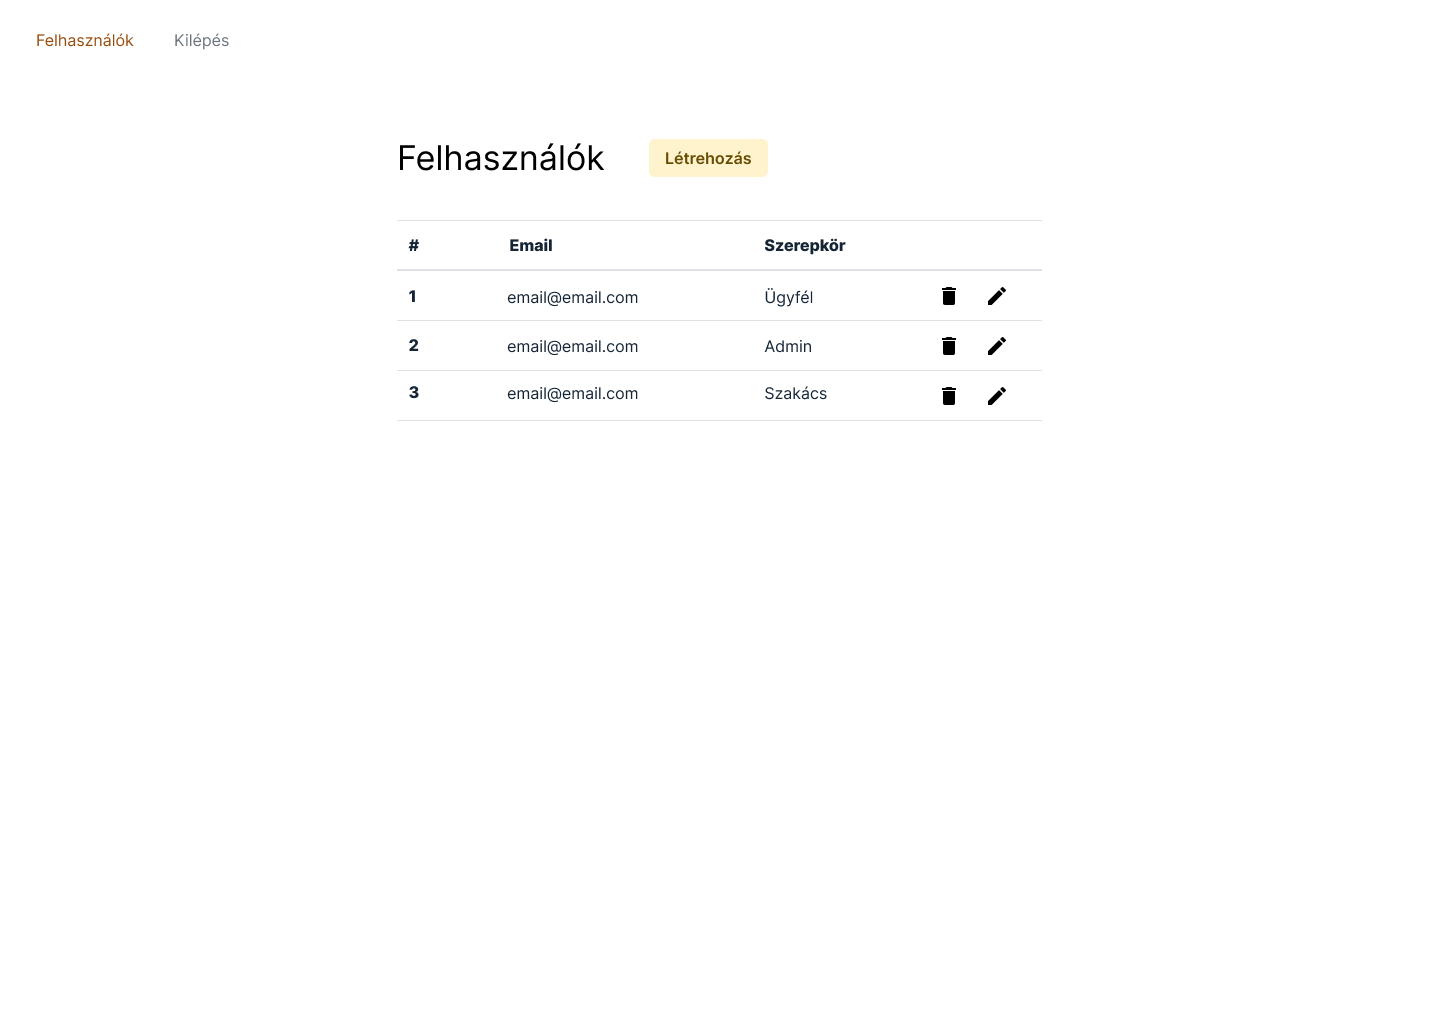 Felhasználók Kilépés
Felhasználók Létrehozás
# Email Szerepkör
1 email@email.com Ügyfél
2 email@email.com Admin
3 email@email.com Szakács